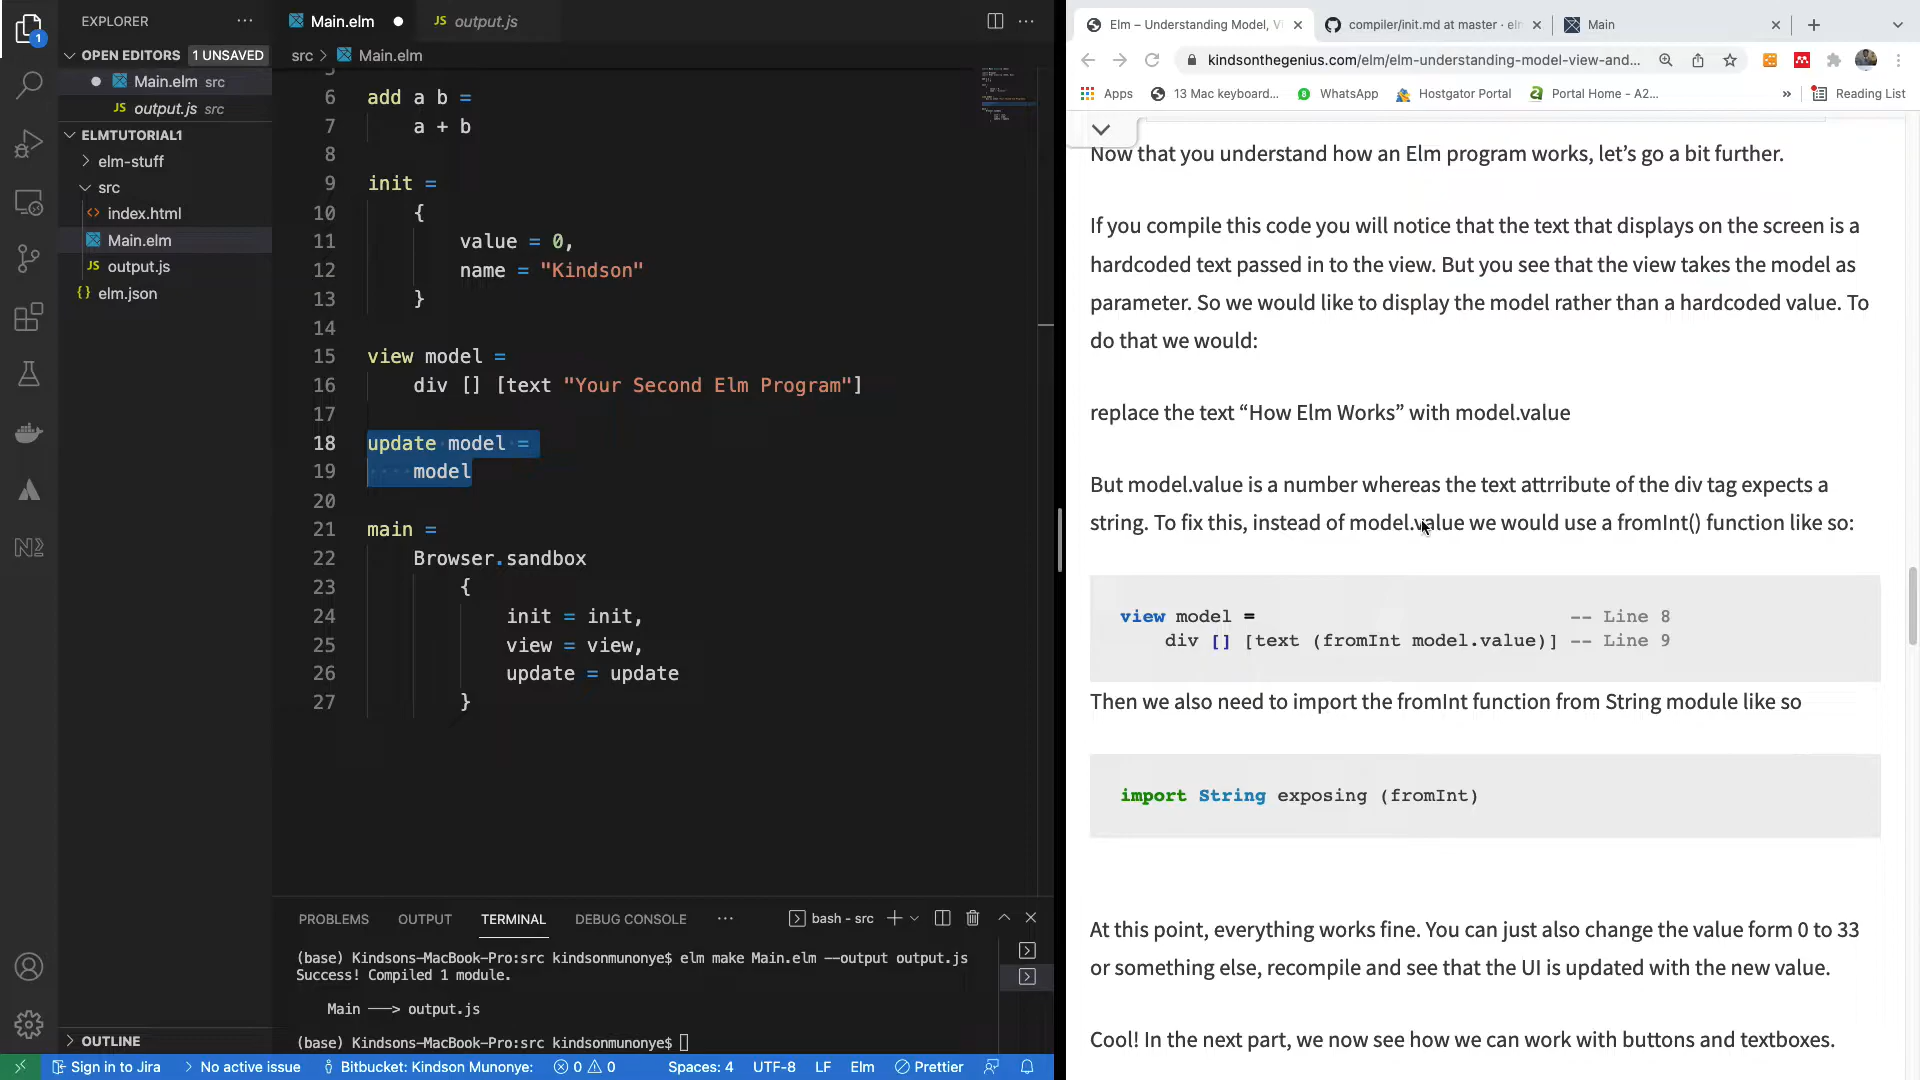 EXPLORER
OPEN EDITORS 1 UNSAVED
Main.elm src
JS output.js src
ELMTUTORIAL1
elm-stuff
src
index.html
Main.elm
JS output.js
elm.json
OUTLINE
1
Main.elm
JS output.js
src > Main.elm
6 add a b =
7 a + b
8
9 init =
10 {
11 value = 0,
12 name = "Kindson"
13 }
14
15 view model =
16 div [] [text "Your Second Elm Program"]
17
18 update model =
19 model
20
21 main =
22 Browser.sandbox
23 {
24 init = init,
25 view = view,
26 update = update
27 }
PROBLEMS OUTPUT TERMINAL DEBUG CONSOLE bash - src
(base) Kindsons-MacBook-Pro:src kindsonmunonye$ elm make Main.elm --output output.js
Success! Compiled 1 module.
Main ---> output.js
(base) Kindsons-MacBook-Pro:src kindsonmunonye$
Sign in to Jira No active issue Bitbucket: Kindson Munonye: 0 0 Spaces: 4 UTF-8 LF Elm Prettier
Elm – Understanding Model, V
compiler/init.md at master · elm
Main
kindsonthegenius.com/elm/elm-understanding-model-view-and...
Apps 13 Mac keyboard... WhatsApp Hostgator Portal Portal Home - A2... » Reading List
Now that you understand how an Elm program works, let’s go a bit further.
If you compile this code you will notice that the text that displays on the screen is a
hardcoded text passed in to the view. But you see that the view takes the model as
parameter. So we would like to display the model rather than a hardcoded value. To
do that we would:
replace the text “How Elm Works” with model.value
But model.value is a number whereas the text attrribute of the div tag expects a
string. To fix this, instead of model.value we would use a fromInt() function like so:
view model = -- Line 8
div [] [text (fromInt model.value)] -- Line 9
Then we also need to import the fromInt function from String module like so
import String exposing (fromInt)
At this point, everything works fine. You can just also change the value form 0 to 33
or something else, recompile and see that the UI is updated with the new value.
Cool! In the next part, we now see how we can work with buttons and textboxes.